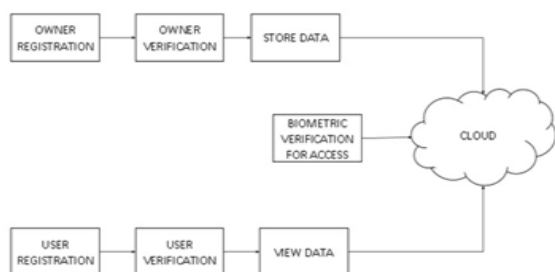 OWNER
REGISTRATION
OWNER
VERIFICATION
STORE DATA
BIOMETRIC
VERIFICATION
FOR ACCESS
CLOUD
USER
REGISTRATION
USER
VERIFICATION
VIEW DATA